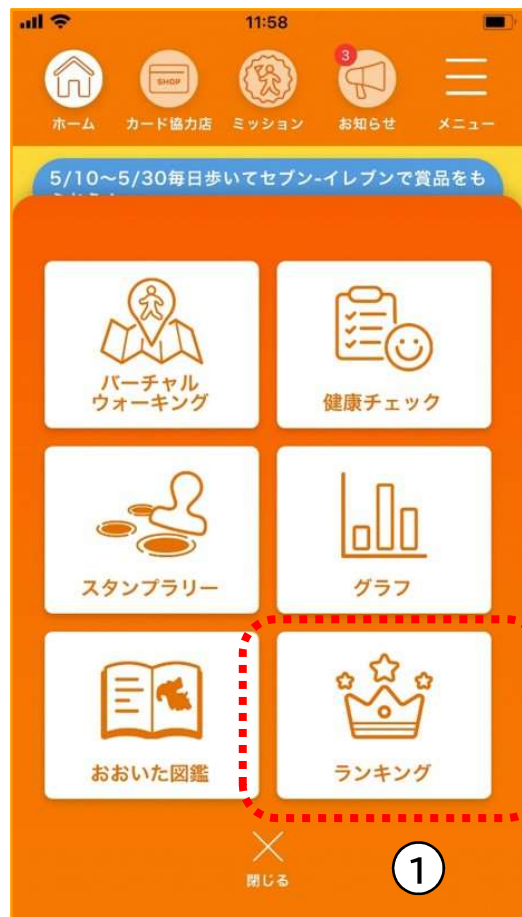 11:58
3
SHOP
ホーム カード協力店 ミッション お知らせ メニュー
5/10〜5/30毎日歩いてセブン-イレブンで賞品をも
バーチャル
ウォーキング
健康チェック
スタンプラリー
グラフ
おおいた図鑑
ランキング
閉じる
1